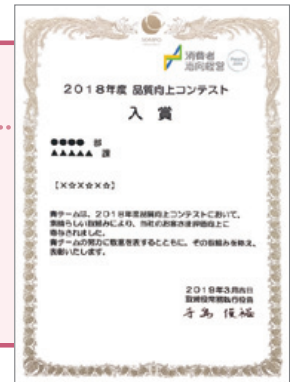 消費者
志向経営
2018年度 品質向上コンテスト
入 賞
●●●● 部
▲▲▲▲▲ 課
【×☆×☆×☆】
貴チームは、2018年度品質向上コンテストにおいて、
素晴らしい取組みにより、当社のお客さま評価向上に
寄与されました。
貴チームの努力に敬意を表するとともに、その取組みを称え、
表彰いたします。
2019年3月吉日
取締役常務執行役員